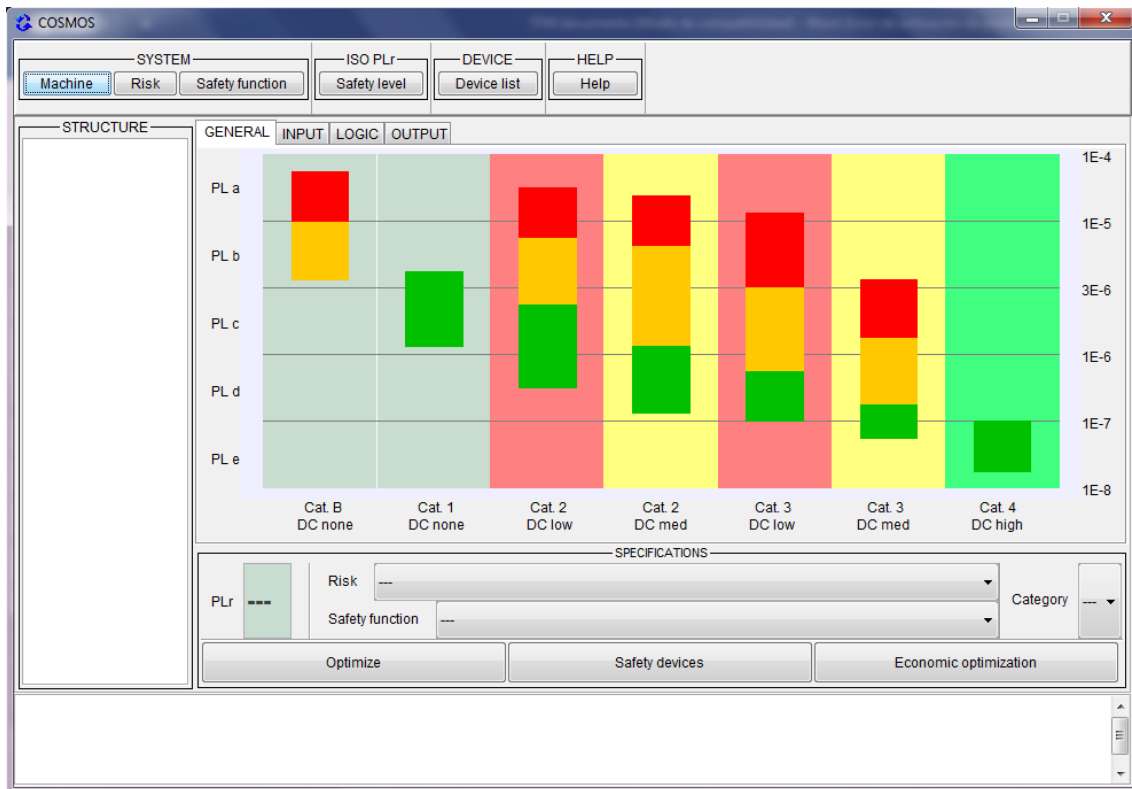 COSMOS
SYSTEM
ISO PLr
DEVICE
HELP
Machine
Risk
Safety function
Safety level
Device list
Help
STRUCTURE
GENERAL
INPUT
LOGIC
OUTPUT
PL a
PL b
PL c
PL d
PL e
1E-4
1E-5
3E-6
1E-6
1E-7
1E-8
Cat. B
DC none
Cat. 1
DC none
Cat. 2
DC low
Cat. 2
DC med
Cat. 3
DC low
Cat. 3
DC med
Cat. 4
DC high
SPECIFICATIONS
PLr
---
Risk
---
Safety function
---
Category
---
Optimize
Safety devices
Economic optimization